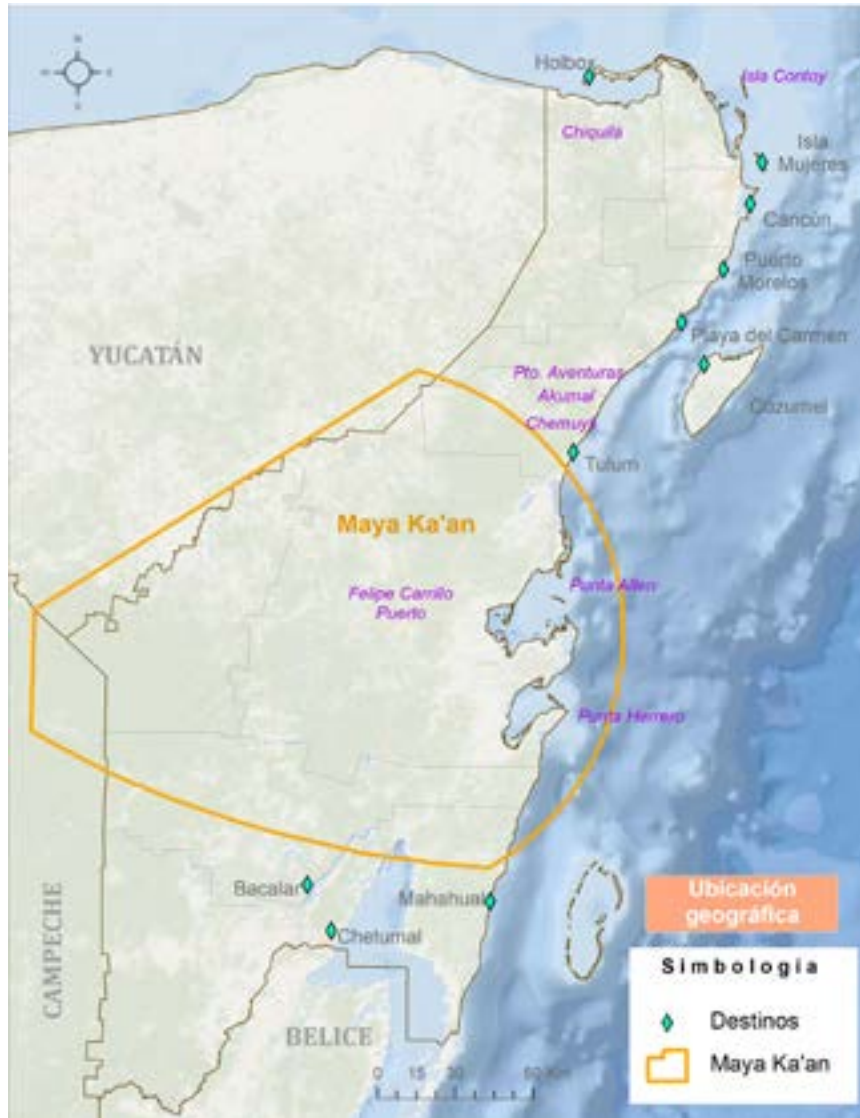 N
E
S
Holbox
Isla Contoy
Chiquilá
Isla
Mujeres
Cancún
Puerto
Morelos
YUCATÁN
Playa del Carmen
Pto. Aventuras
Akumal
Chemuyil
Cozumel
Tulum
Maya Ka'an
Felipe Carrillo
Puerto
Punta Allen
Punta Herrero
Bacalar
Mahahual
Chetumal
CAMPECHE
BELICE
Ubicación
geográfica
Simbología
Destinos
Maya Ka'an
0 15 30 60 Km